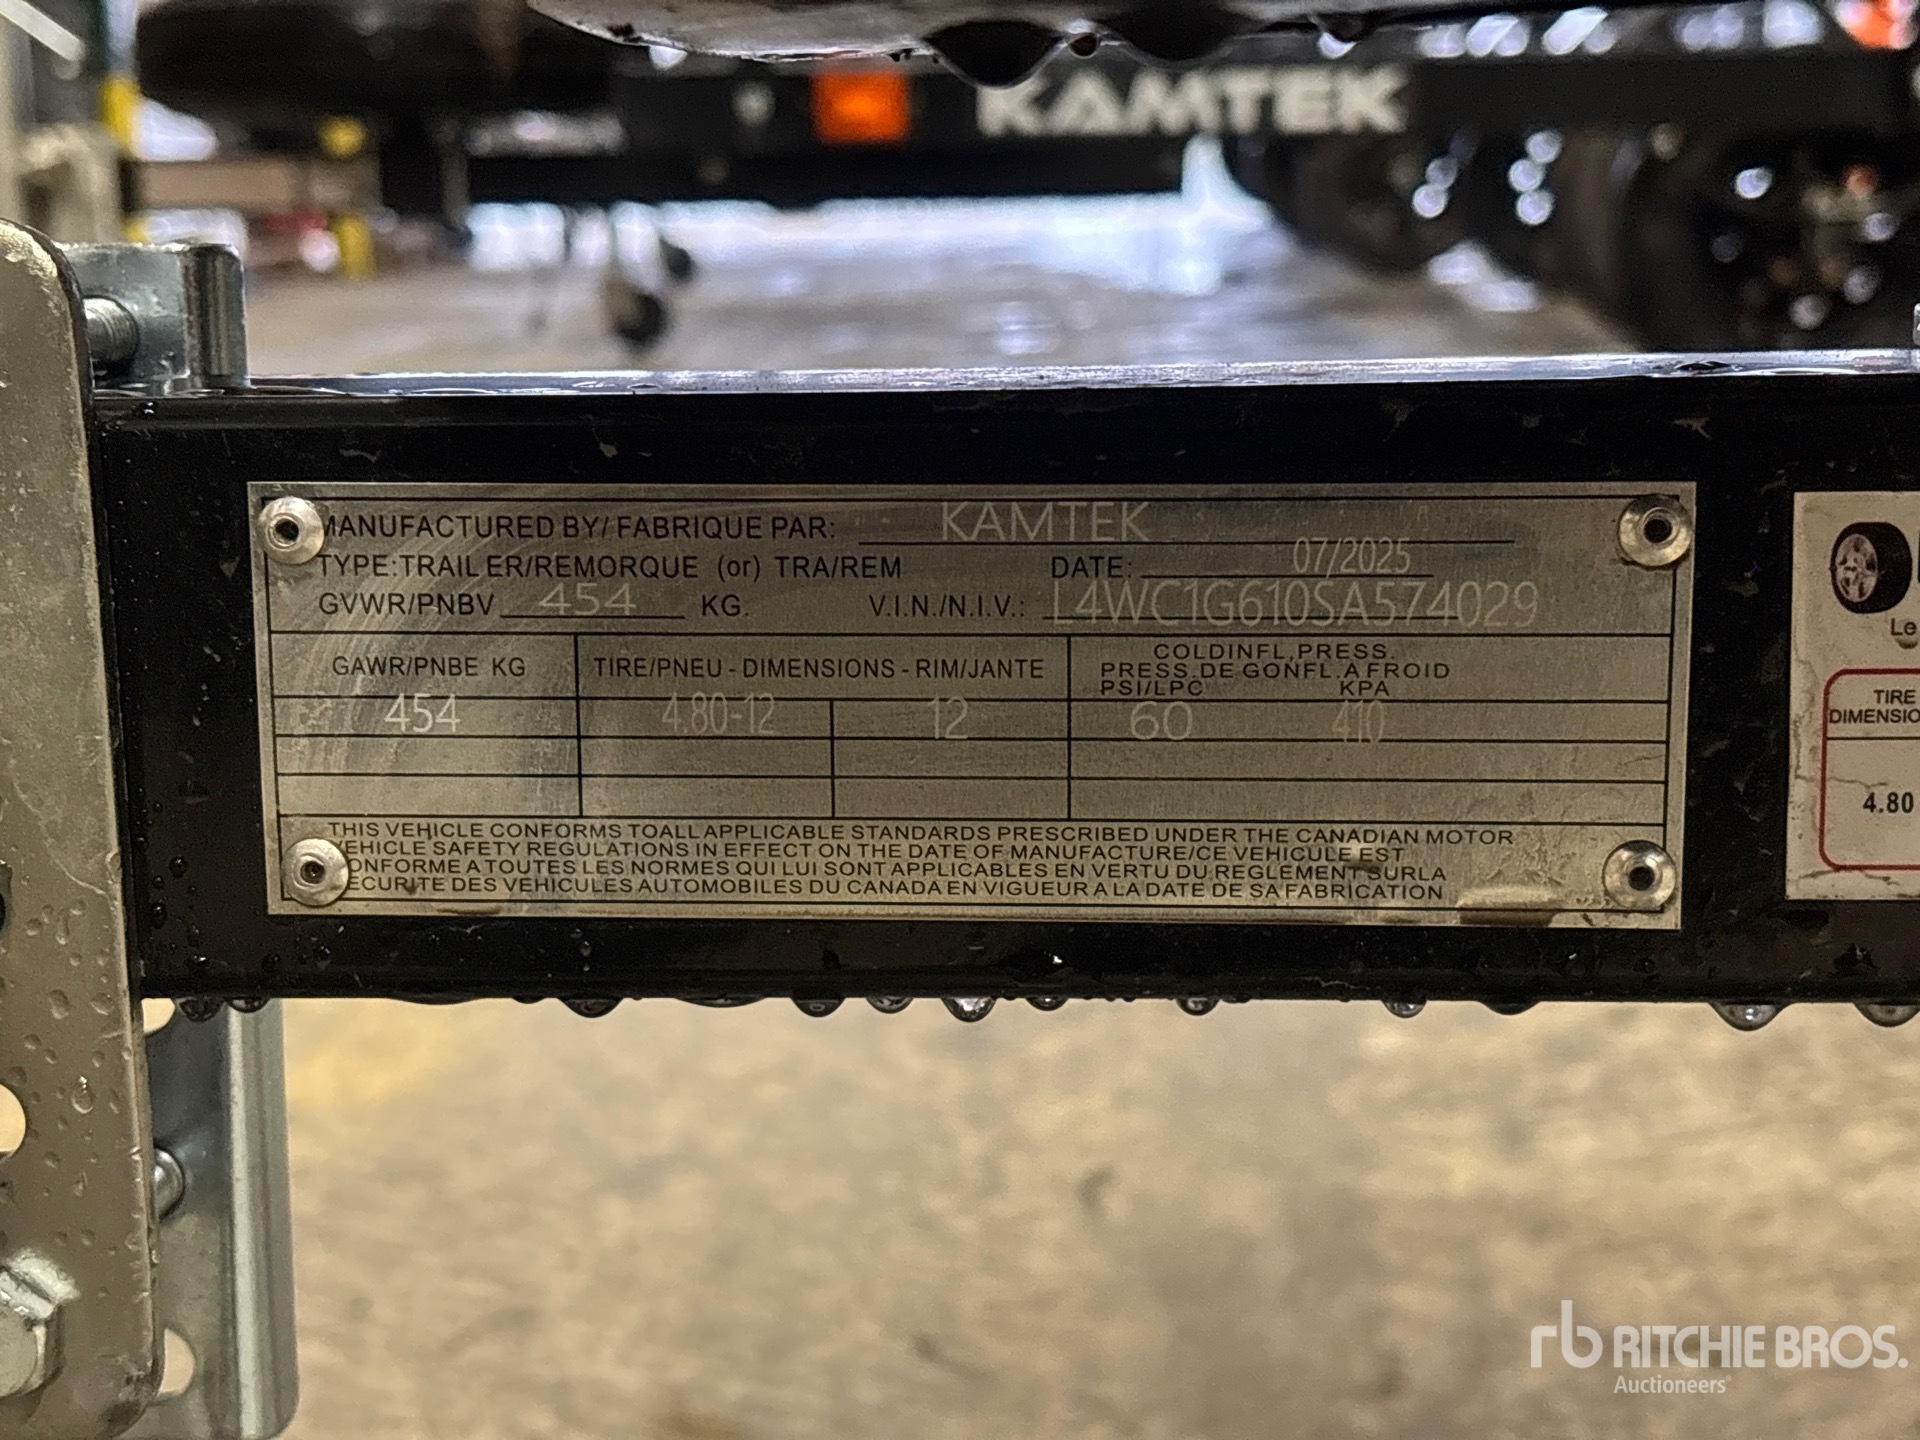 KAMTEK
MANUFACTURED BY/ FABRIQUE PAR: KAMTEK
TYPE:TRAILER/REMORQUE (or) TRA/REM DATE: 07/2025
GVWR/PNBV 454 KG. V.I.N./N.I.V.: L4WC1G610SA574029
GAWR/PNBE KG TIRE/PNEU - DIMENSIONS - RIM/JANTE COLDINFL,PRESS.
PRESS.DE GONFL.A FROID
PSI/LPC KPA
454 4.80-12 12 60 410
THIS VEHICLE CONFORMS TOALL APPLICABLE STANDARDS PRESCRIBED UNDER THE CANADIAN MOTOR
VEHICLE SAFETY REGULATIONS IN EFFECT ON THE DATE OF MANUFACTURE/CE VEHICULE EST
CONFORME A TOUTES LES NORMES QUI LUI SONT APPLICABLES EN VERTU DU REGLEMENT SURLA
SECURITE DES VEHICULES AUTOMOBILES DU CANADA EN VIGUEUR A LA DATE DE SA FABRICATION
Le
TIRE
DIMENSIO
4.80
rb RITCHIE BROS.
Auctioneers